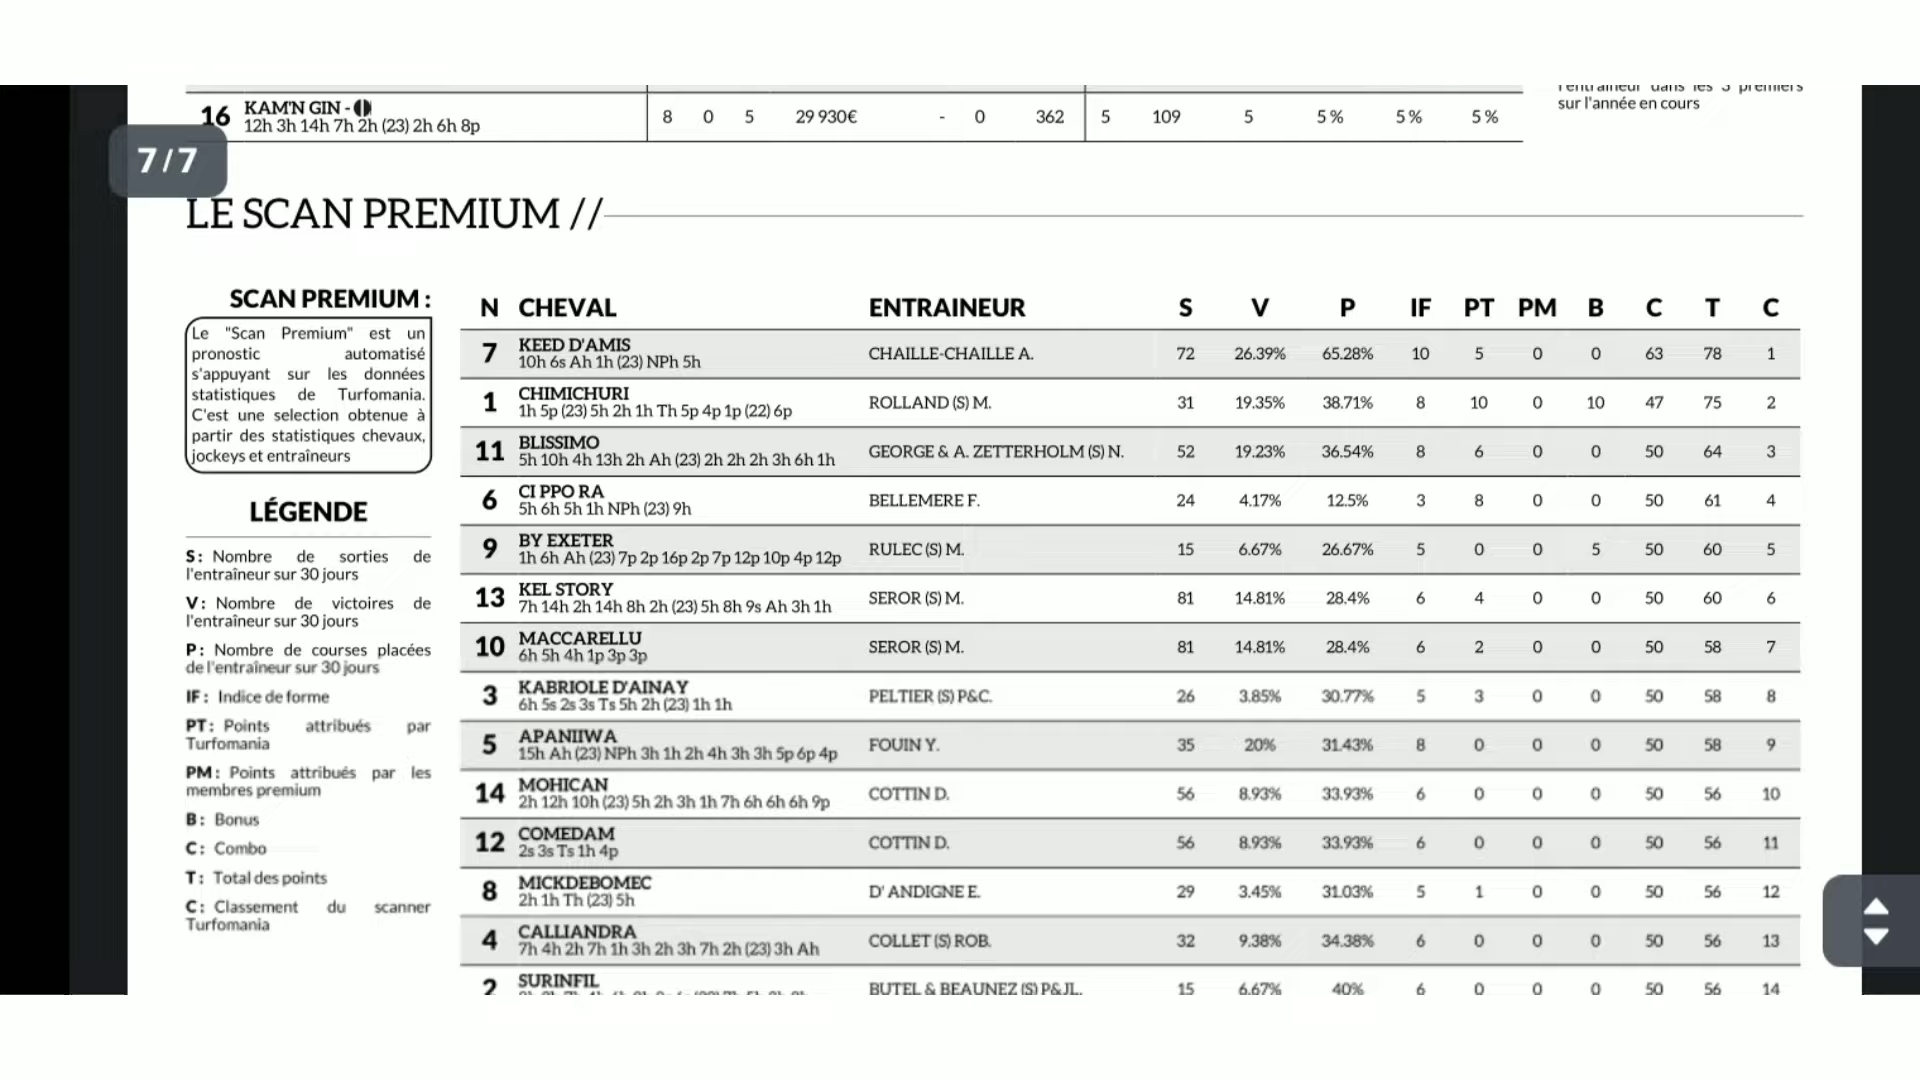 l'entraîneur dans les 3 premiers
sur l'année en cours
16 KAM'N GIN - 8 0 5 29 930€ - 0 362 5 109 5 5 % 5 % 5 %
12h 3h 14h 7h 2h (23) 2h 6h 8p
7/7
LE SCAN PREMIUM //
SCAN PREMIUM :
Le "Scan Premium" est un
pronostic automatisé
s'appuyant sur les données
statistiques de Turfomania.
C'est une selection obtenue à
partir des statistiques chevaux,
jockeys et entraîneurs
LÉGENDE
S : Nombre de sorties de
l'entraîneur sur 30 jours
V : Nombre de victoires de
l'entraîneur sur 30 jours
P : Nombre de courses placées
de l'entraîneur sur 30 jours
IF : Indice de forme
PT : Points attribués par
Turfomania
PM : Points attribués par les
membres premium
B : Bonus
C : Combo
T : Total des points
C : Classement du scanner
Turfomania
N CHEVAL ENTRAINEUR S V P IF PT PM B C T C
7 KEED D'AMIS CHAILLE-CHAILLE A. 72 26.39% 65.28% 10 5 0 0 63 78 1
10h 6s Ah 1h (23) NPh 5h
1 CHIMICHURI ROLLAND (S) M. 31 19.35% 38.71% 8 10 0 10 47 75 2
1h 5p (23) 5h 2h 1h Th 5p 4p 1p (22) 6p
11 BLISSIMO GEORGE & A. ZETTERHOLM (S) N. 52 19.23% 36.54% 8 6 0 0 50 64 3
5h 10h 4h 13h 2h Ah (23) 2h 2h 2h 3h 6h 1h
6 CI PPO RA BELLEMERE F. 24 4.17% 12.5% 3 8 0 0 50 61 4
5h 6h 5h 1h NPh (23) 9h
9 BY EXETER RULEC (S) M. 15 6.67% 26.67% 5 0 0 5 50 60 5
1h 6h Ah (23) 7p 2p 16p 2p 7p 12p 10p 4p 12p
13 KEL STORY SEROR (S) M. 81 14.81% 28.4% 6 4 0 0 50 60 6
7h 14h 2h 14h 8h 2h (23) 5h 8h 9s Ah 3h 1h
10 MACCARELLU SEROR (S) M. 81 14.81% 28.4% 6 2 0 0 50 58 7
6h 5h 4h 1p 3p 3p
3 KABRIOLE D'AINAY PELTIER (S) P&C. 26 3.85% 30.77% 5 3 0 0 50 58 8
6h 5s 2s 3s Ts 5h 2h (23) 1h 1h
5 APANIIWA FOUIN Y. 35 20% 31.43% 8 0 0 0 50 58 9
15h Ah (23) NPh 3h 1h 2h 4h 3h 3h 5p 6p 4p
14 MOHICAN COTTIN D. 56 8.93% 33.93% 6 0 0 0 50 56 10
2h 12h 10h (23) 5h 2h 3h 1h 7h 6h 6h 6h 9p
12 COMEDAM COTTIN D. 56 8.93% 33.93% 6 0 0 0 50 56 11
2s 3s Ts 1h 4p
8 MICKDEBOMEC D' ANDIGNE E. 29 3.45% 31.03% 5 1 0 0 50 56 12
2h 1h Th (23) 5h
4 CALLIANDRA COLLET (S) ROB. 32 9.38% 34.38% 6 0 0 0 50 56 13
7h 4h 2h 7h 1h 3h 2h 3h 7h 2h (23) 3h Ah
2 SURINFIL BUTEL & BEAUNEZ (S) P&JL. 15 6.67% 40% 6 0 0 0 50 56 14